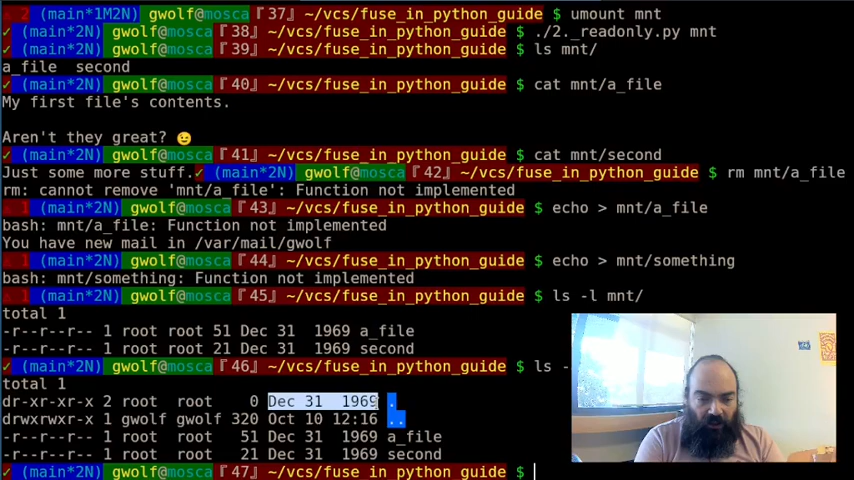 ⚠ 2  (main*1M2N) gwolf@mosca『37』~/vcs/fuse_in_python_guide $ umount mnt
✓ (main*2N) gwolf@mosca『38』~/vcs/fuse_in_python_guide $ ./2._readonly.py mnt
✓ (main*2N) gwolf@mosca『39』~/vcs/fuse_in_python_guide $ ls mnt/
a_file  second
✓ (main*2N) gwolf@mosca『40』~/vcs/fuse_in_python_guide $ cat mnt/a_file
My first file's contents.
Aren't they great? 😉
✓ (main*2N) gwolf@mosca『41』~/vcs/fuse_in_python_guide $ cat mnt/second
Just some more stuff.✓ (main*2N) gwolf@mosca『42』~/vcs/fuse_in_python_guide $ rm mnt/a_file
rm: cannot remove 'mnt/a_file': Function not implemented
⚠ 1  (main*2N) gwolf@mosca『43』~/vcs/fuse_in_python_guide $ echo > mnt/a_file
bash: mnt/a_file: Function not implemented
You have new mail in /var/mail/gwolf
⚠ 1  (main*2N) gwolf@mosca『44』~/vcs/fuse_in_python_guide $ echo > mnt/something
bash: mnt/something: Function not implemented
⚠ 1  (main*2N) gwolf@mosca『45』~/vcs/fuse_in_python_guide $ ls -l mnt/
total 1
-r--r--r-- 1 root root 51 Dec 31  1969 a_file
-r--r--r-- 1 root root 21 Dec 31  1969 second
✓ (main*2N) gwolf@mosca『46』~/vcs/fuse_in_python_guide $ ls -
total 1
dr-xr-xr-x 2 root  root    0 Dec 31  1969 .
drwxrwxr-x 1 gwolf gwolf 320 Oct 10 12:16 ..
-r--r--r-- 1 root  root   51 Dec 31  1969 a_file
-r--r--r-- 1 root  root   21 Dec 31  1969 second
✓ (main*2N) gwolf@mosca『47』~/vcs/fuse_in_python_guide $